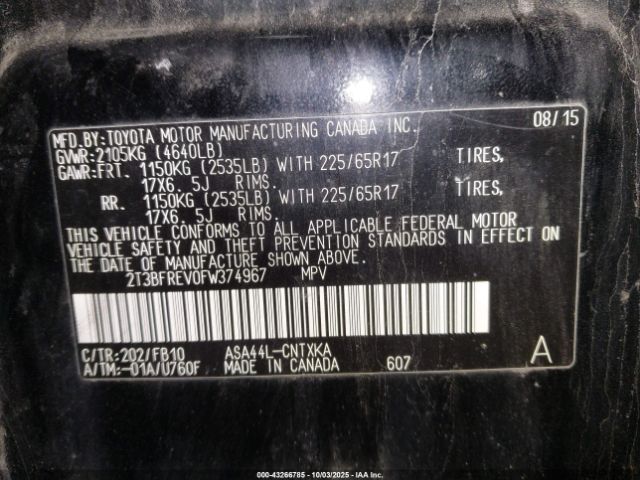 MFD.BY:TOYOTA MOTOR MANUFACTURING CANADA INC. 08/15
GVWR:2105KG (4640LB)
GAWR:FRT. 1150KG (2535LB) WITH 225/65R17 TIRES,
17X6. 5J RIMS.
RR. 1150KG (2535LB) WITH 225/65R17 TIRES,
17X6. 5J RIMS.
THIS VEHICLE CONFORMS TO ALL APPLICABLE FEDERAL MOTOR
VEHICLE SAFETY AND THEFT PREVENTION STANDARDS IN EFFECT ON
THE DATE OF MANUFACTURE SHOWN ABOVE.
2T3BFREV0FW374967 MPV
C/TR:202/FB10 ASA44L-CNTXKA
A/TM:-01A/U760F MADE IN CANADA 607 A
000-43266785 - 10/03/2025 - IAA Inc.